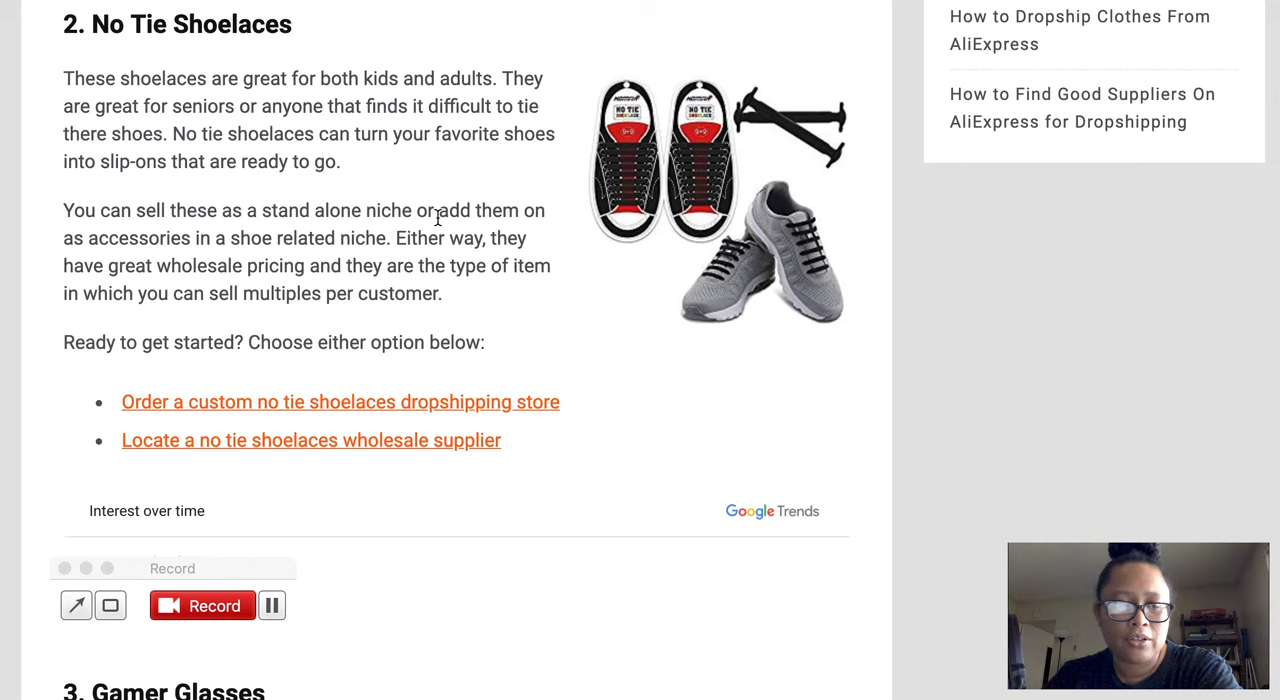 2. No Tie Shoelaces
These shoelaces are great for both kids and adults. They
are great for seniors or anyone that finds it difficult to tie
there shoes. No tie shoelaces can turn your favorite shoes
into slip-ons that are ready to go.
You can sell these as a stand alone niche or add them on
as accessories in a shoe related niche. Either way, they
have great wholesale pricing and they are the type of item
in which you can sell multiples per customer.
Ready to get started? Choose either option below:
• Order a custom no tie shoelaces dropshipping store
• Locate a no tie shoelaces wholesale supplier
Interest over time
Google Trends
Record
Record
3. Gamer Glasses
NO TIE
NO TIE
How to Dropship Clothes From
AliExpress
How to Find Good Suppliers On
AliExpress for Dropshipping